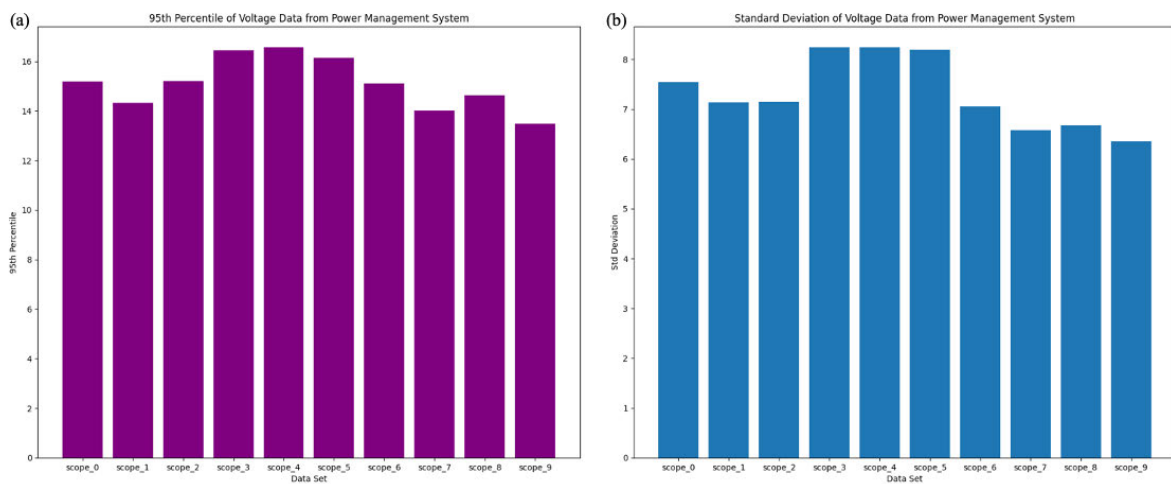 (a)
95th Percentile of Voltage Data from Power Management System
95th Percentile
16
14
12
10
8
6
4
2
0
scope_0 scope_1 scope_2 scope_3 scope_4 scope_5 scope_6 scope_7 scope_8 scope_9
Data Set
(b)
Standard Deviation of Voltage Data from Power Management System
Std Deviation
8
7
6
5
4
3
2
1
0
scope_0 scope_1 scope_2 scope_3 scope_4 scope_5 scope_6 scope_7 scope_8 scope_9
Data Set